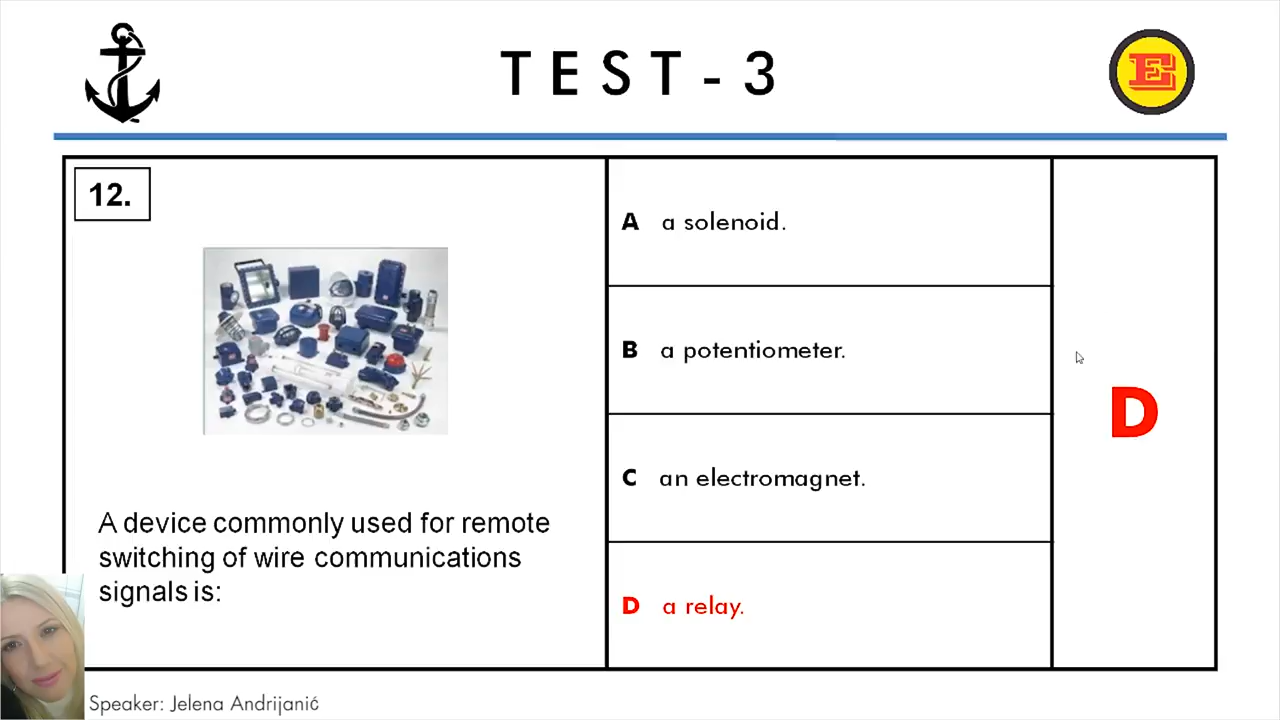 TEST-3
E
12.
A device commonly used for remote
switching of wire communications
signals is:
A a solenoid.
B a potentiometer.
C an electromagnet.
D a relay.
D
Speaker: Jelena Andrijanić